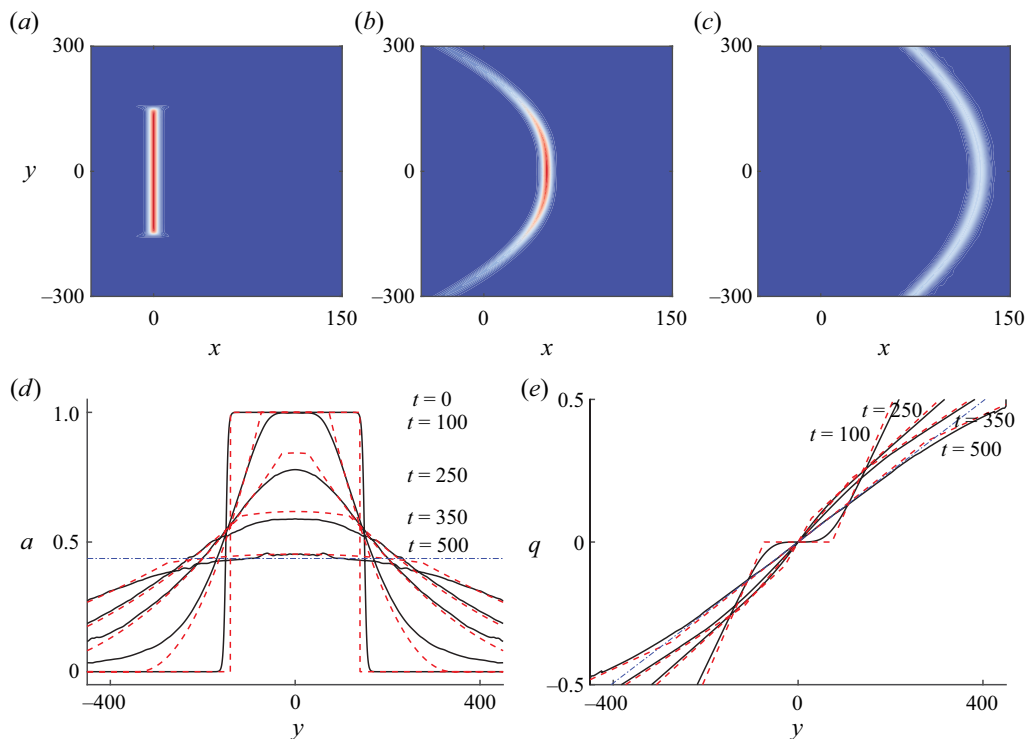 (a)
(b)
(c)
300
y
0
−300
0
150
x
300
0
−300
0
150
x
300
0
−300
0
150
x
(d)
1.0
a
0.5
0
−400
0
400
y
t = 0
t = 100
t = 250
t = 350
t = 500
(e)
0.5
q
0
−0.5
−400
0
400
y
t = 250
t = 100
t = 350
t = 500